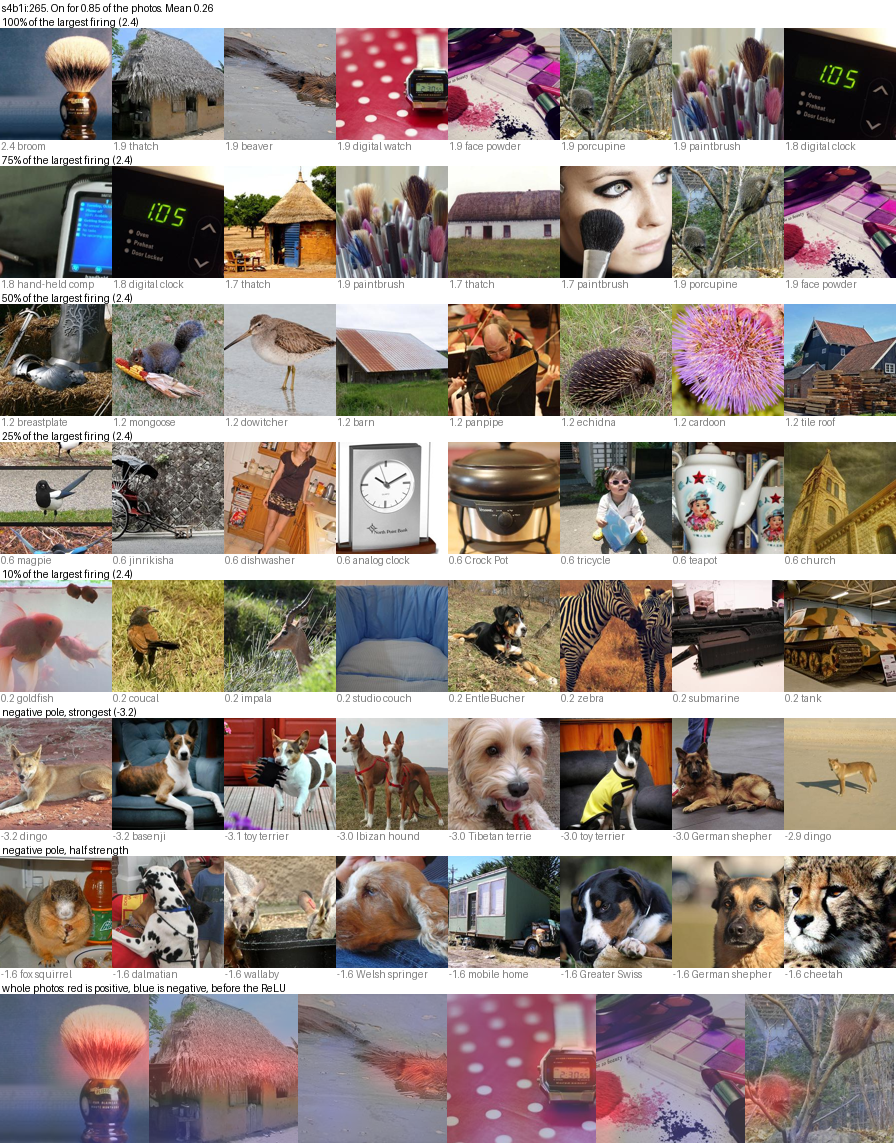 s4b1i:265. On for 0.85 of the photos. Mean 0.26
100% of the largest firing (2.4)
1:05
Oven
Preheat
Door Locked
2.4 broom
1.9 thatch
1.9 beaver
1.9 digital watch
1.9 face powder
1.9 porcupine
1.9 paintbrush
1.8 digital clock
75% of the largest firing (2.4)
1:05
Oven
Preheat
Door Locked
1.8 hand-held comp
1.8 digital clock
1.7 thatch
1.9 paintbrush
1.7 thatch
1.7 paintbrush
1.9 porcupine
1.9 face powder
50% of the largest firing (2.4)
1.2 breastplate
1.2 mongoose
1.2 dowitcher
1.2 barn
1.2 panpipe
1.2 echidna
1.2 cardoon
1.2 tile roof
25% of the largest firing (2.4)
North Point Bank
0.6 magpie
0.6 jinrikisha
0.6 dishwasher
0.6 analog clock
0.6 Crock Pot
0.6 tricycle
0.6 teapot
0.6 church
10% of the largest firing (2.4)
0.2 goldfish
0.2 coucal
0.2 impala
0.2 studio couch
0.2 EntleBucher
0.2 zebra
0.2 submarine
0.2 tank
negative pole, strongest (-3.2)
-3.2 dingo
-3.2 basenji
-3.1 toy terrier
-3.0 Ibizan hound
-3.0 Tibetan terrie
-3.0 toy terrier
-3.0 German shepher
-2.9 dingo
negative pole, half strength
-1.6 fox squirrel
-1.6 dalmatian
-1.6 wallaby
-1.6 Welsh springer
-1.6 mobile home
-1.6 Greater Swiss
-1.6 German shepher
-1.6 cheetah
whole photos: red is positive, blue is negative, before the ReLU